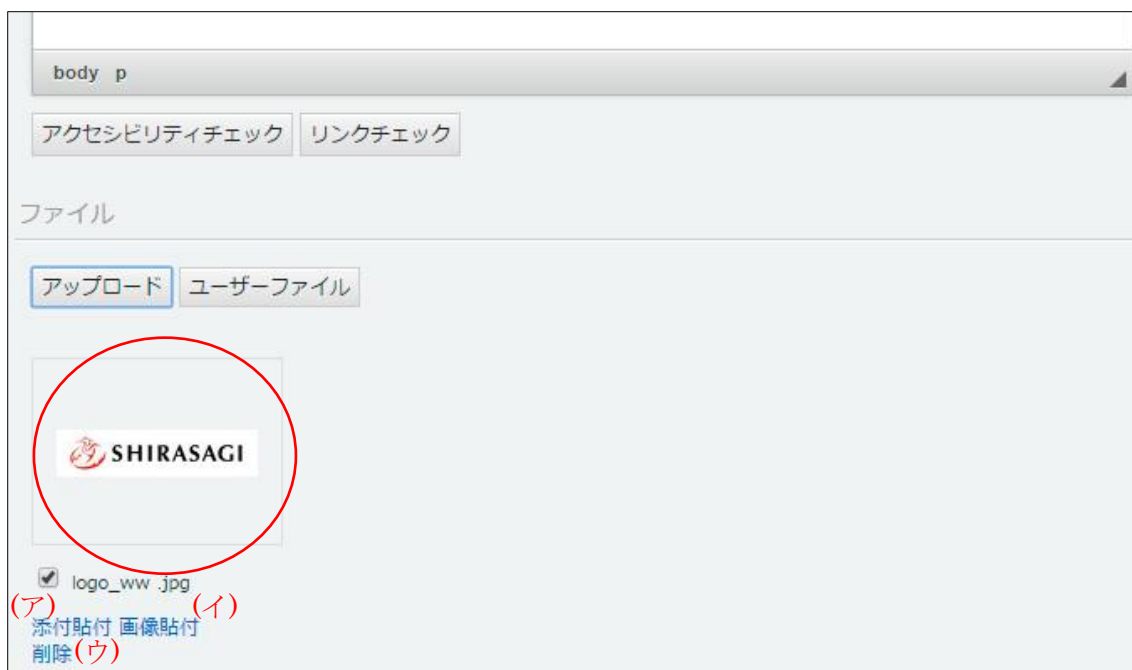 body p
アクセシビリティチェック リンクチェック
ファイル
アップロード ユーザーファイル
SHIRASAGI
logo_ww .jpg
(ア) (イ)
添付貼付 画像貼付
削除(ウ)